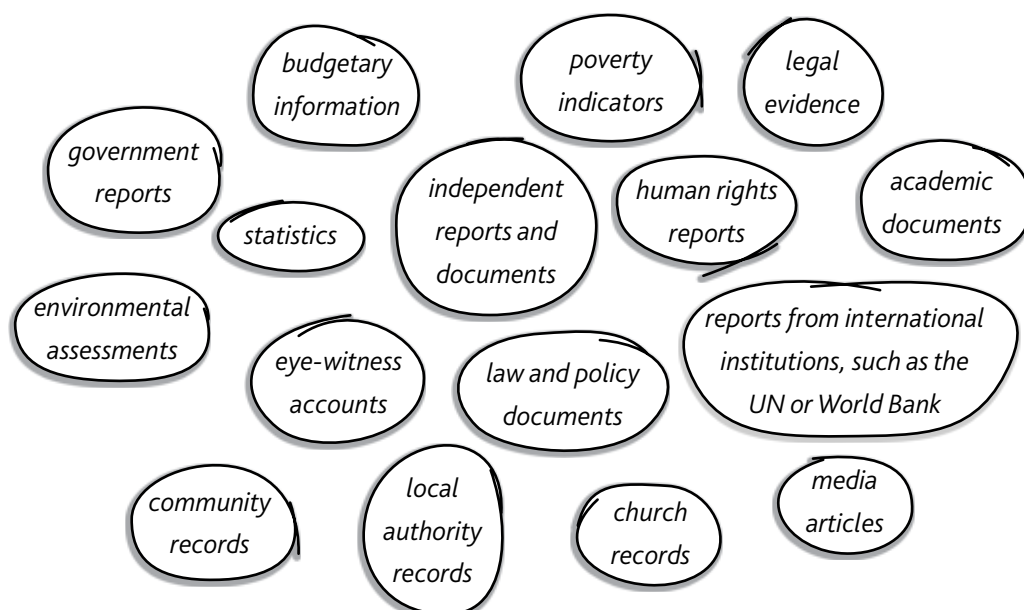 budgetary
information
poverty
indicators
legal
evidence
government
reports
statistics
independent
reports and
documents
human rights
reports
academic
documents
environmental
assessments
eye-witness
accounts
law and policy
documents
reports from international
institutions, such as the
UN or World Bank
community
records
local
authority
records
church
records
media
articles